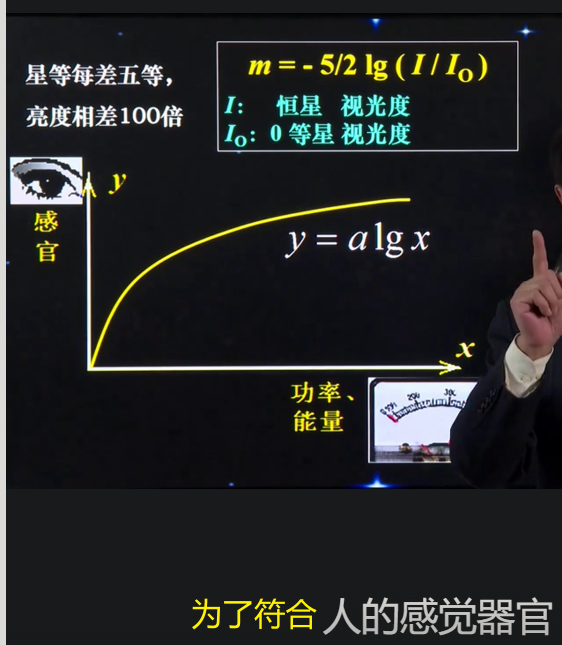 星等每差五等，
亮度相差100倍
m = - 5/2 lg ( I / I₀ )
I： 恒星 视光度
I₀：0 等星 视光度
y
感
官
y = a lg x
x
功率、
能量
为了符合 人的感觉器官